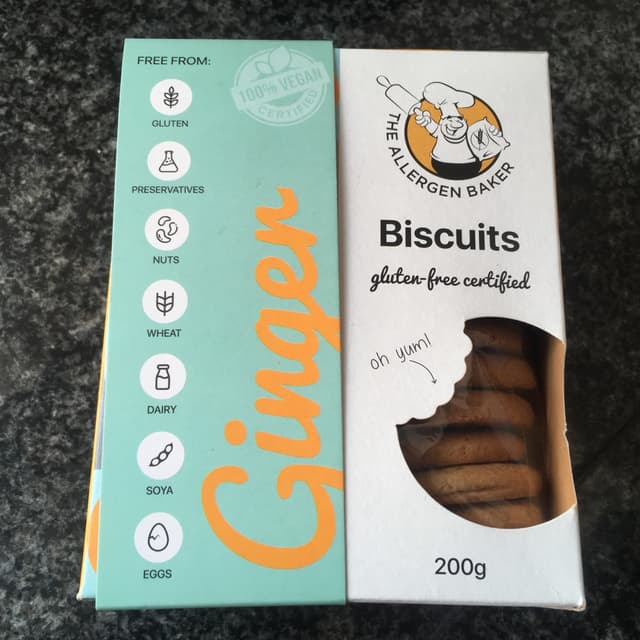 FREE FROM:
GLUTEN
PRESERVATIVES
NUTS
WHEAT
DAIRY
SOYA
EGGS
100% VEGAN
CERTIFIED
Ginger
THE ALLERGEN BAKER
Biscuits
gluten-free certified
oh yum!
200g